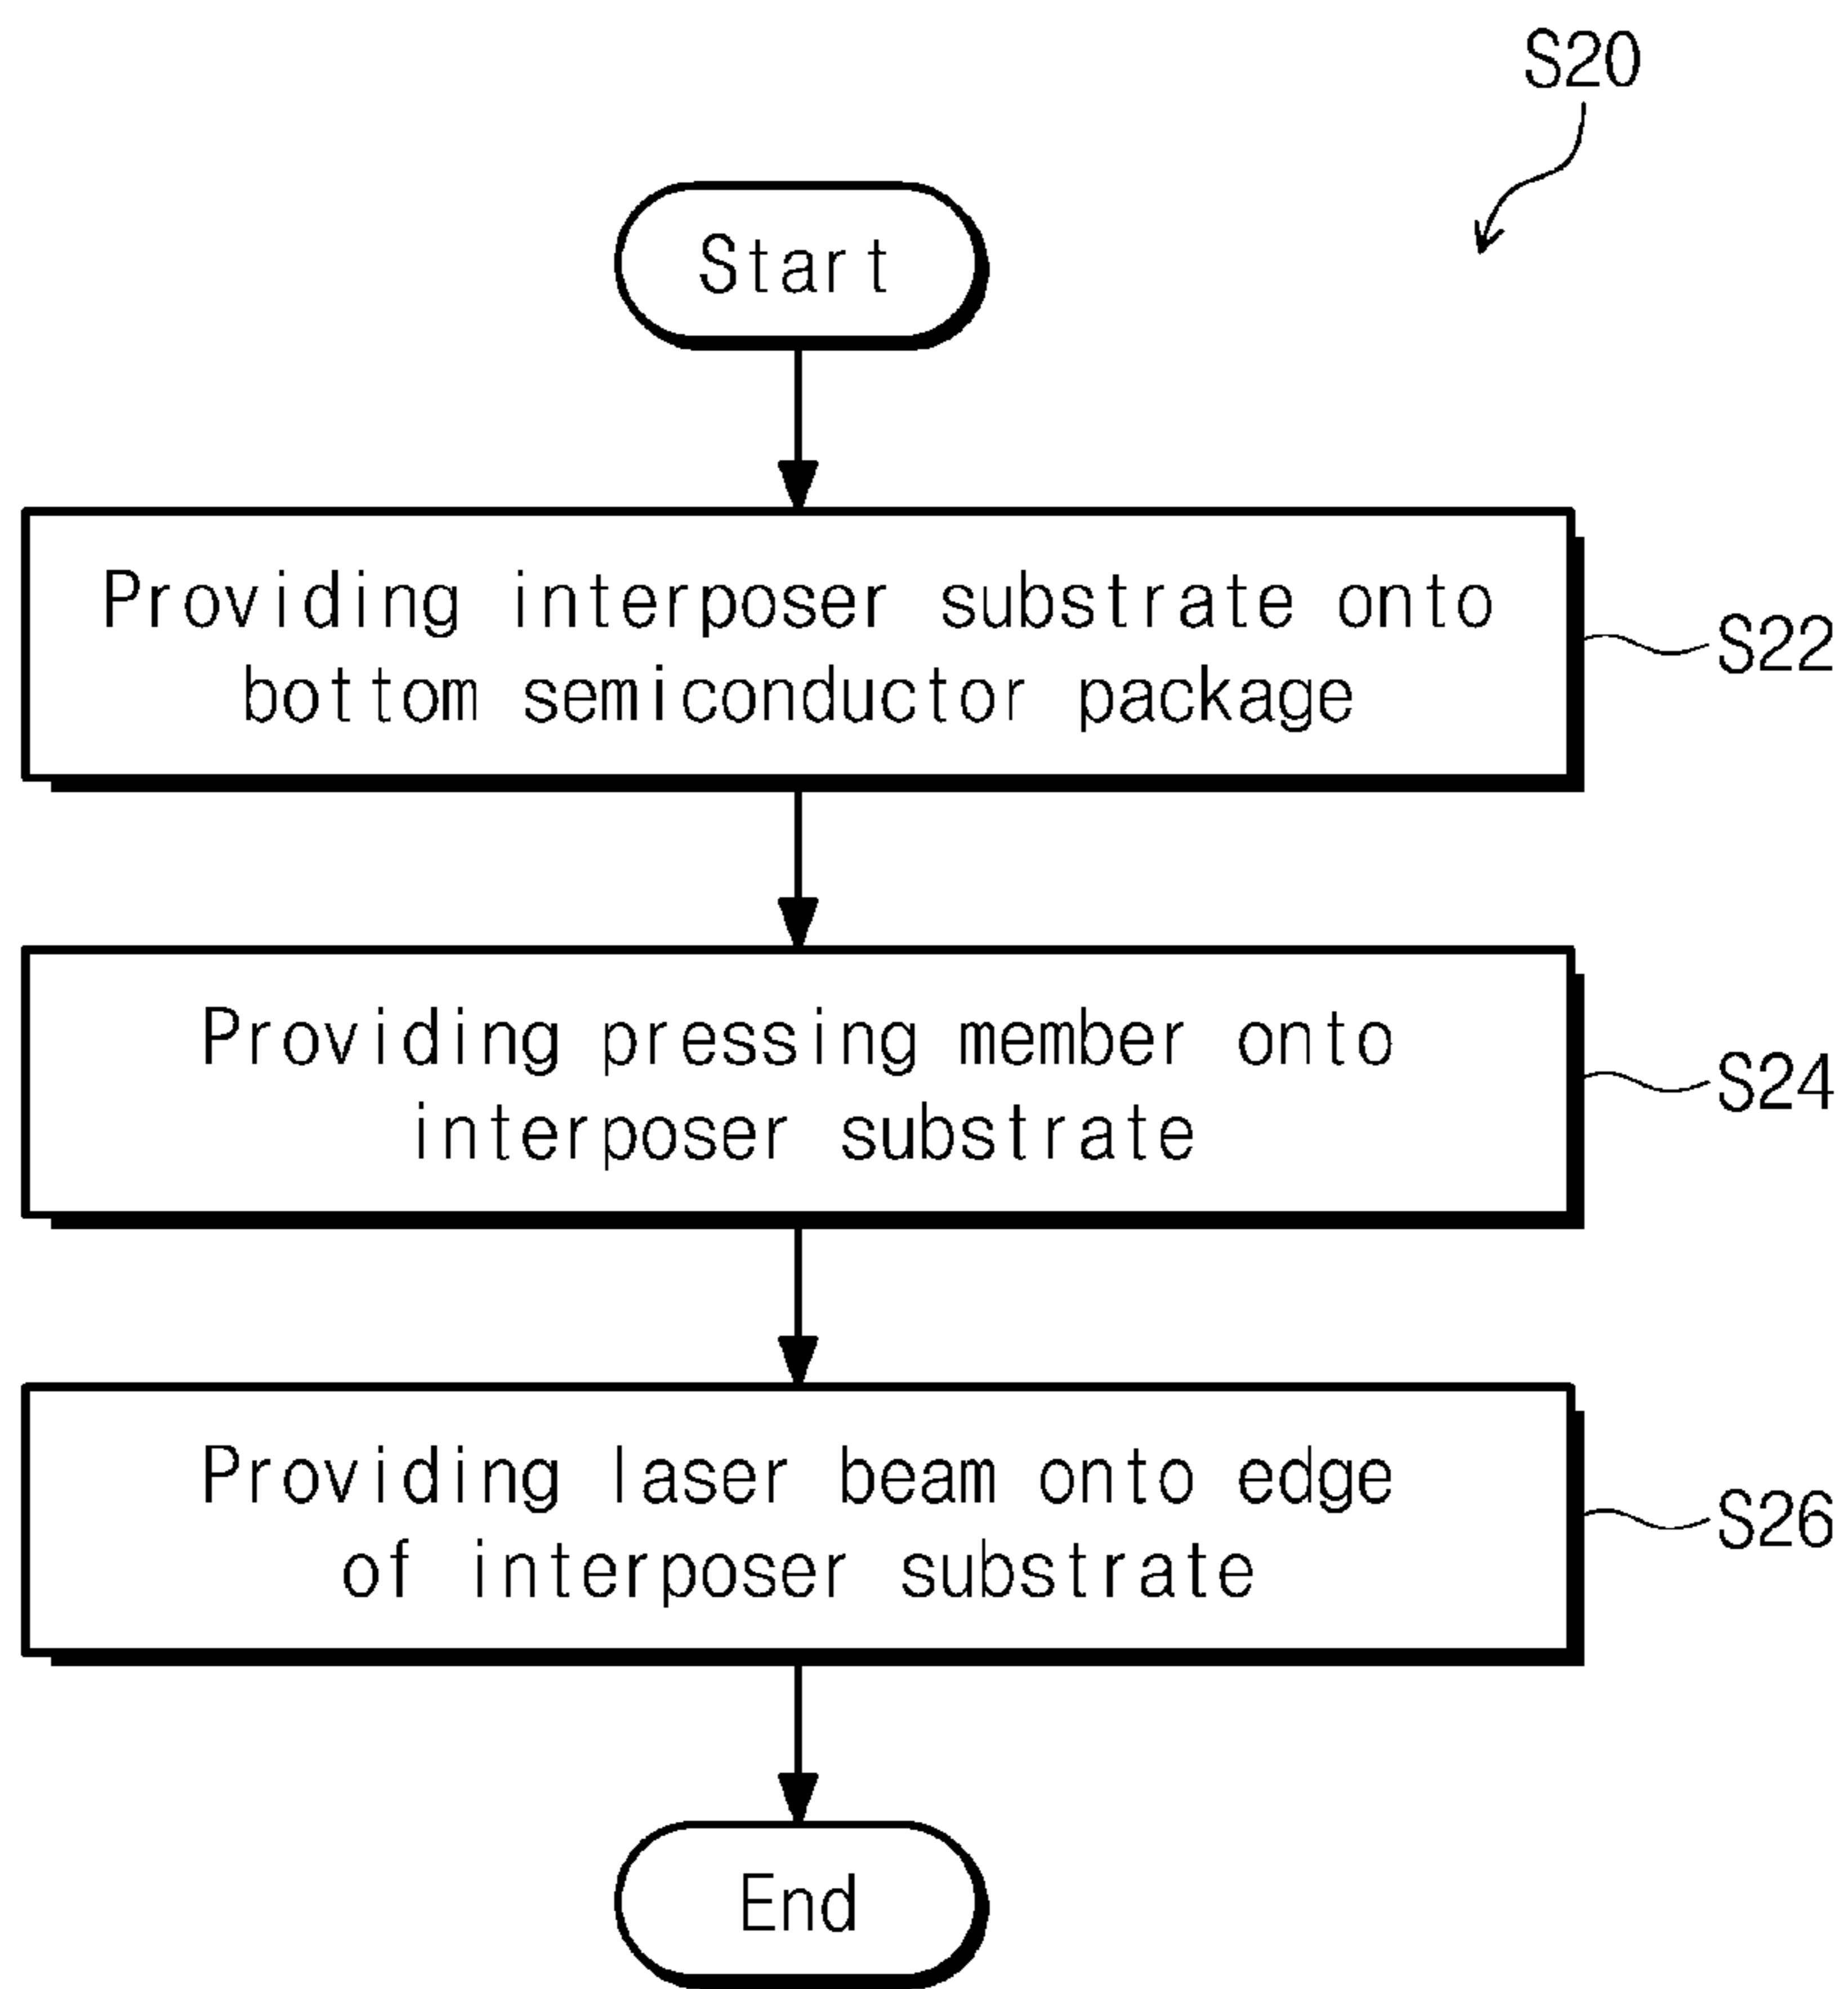 S20
Start
Providing interposer substrate onto
bottom semiconductor package
S22
Providing pressing member onto
interposer substrate
S24
Providing laser beam onto edge
of interposer substrate
S26
End